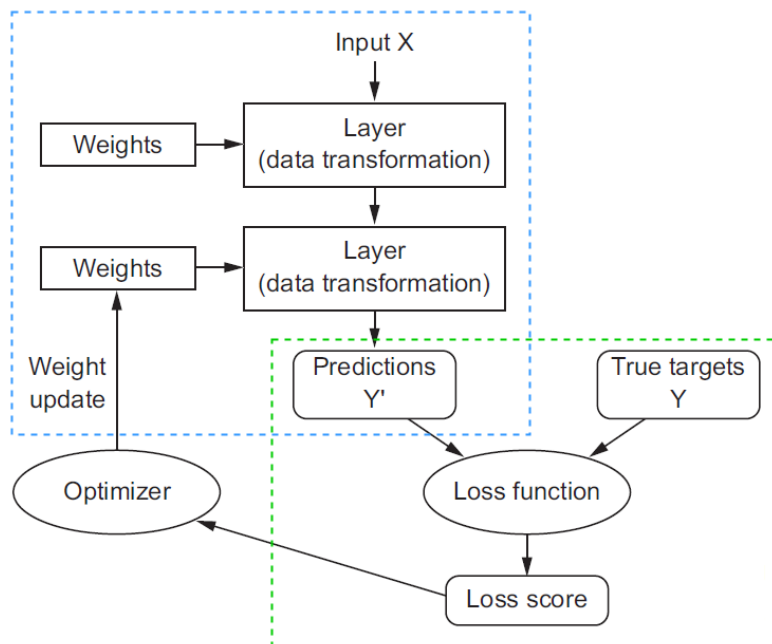 Input X
Weights
Layer
(data transformation)
Weights
Layer
(data transformation)
Weight
update
Predictions
Y'
True targets
Y
Optimizer
Loss function
Loss score